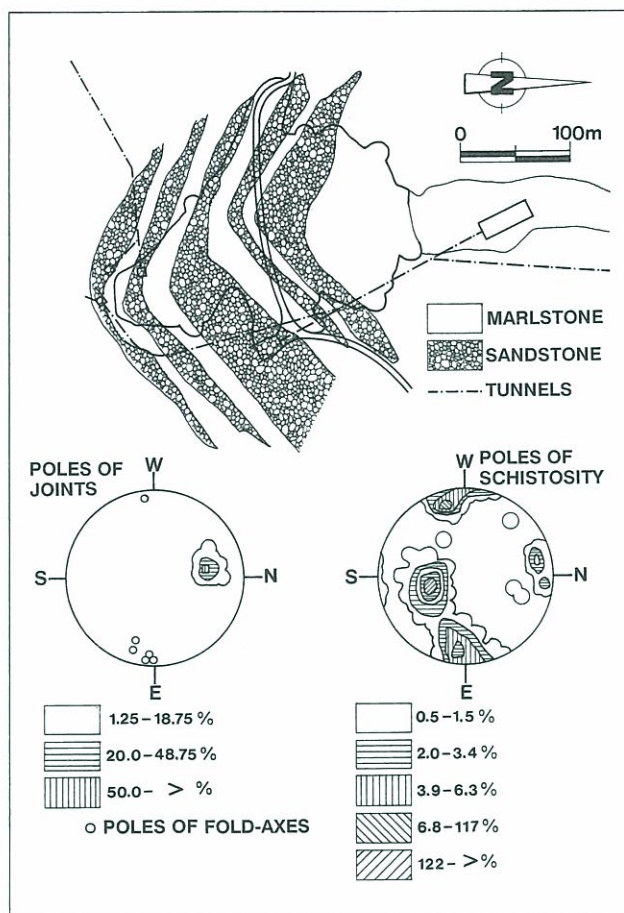 N
0 100m
MARLSTONE
SANDSTONE
TUNNELS
POLES OF
JOINTS
W
S
N
E
1.25-18.75 %
20.0-48.75 %
50.0- > %
POLES OF FOLD-AXES
POLES OF
SCHISTOSITY
W
S
N
E
0.5-1.5 %
2.0-3.4 %
3.9-6.3 %
6.8-117 %
122- >%